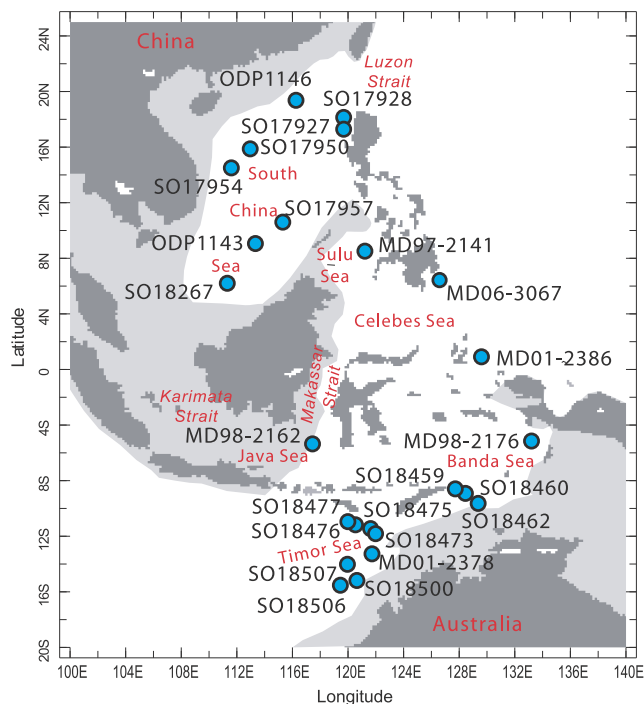 24N
20N
16N
12N
8N
4N
0
4S
8S
12S
16S
20S
Latitude
China
Luzon
Strait
ODP1146
SO17928
SO17927
SO17950
SO17954
South
China
Sea
SO17957
ODP1143
SO18267
Sulu
Sea
MD97-2141
MD06-3067
Celebes Sea
MD01-2386
Makassar
Strait
Karimata
Strait
MD98-2162
Java Sea
MD98-2176
Banda Sea
SO18459
SO18460
SO18462
SO18477
SO18475
SO18476
SO18473
Timor Sea
MD01-2378
SO18507
SO18500
SO18506
Australia
100E 104E 108E 112E 116E 120E 124E 128E 132E 136E 140E
Longitude